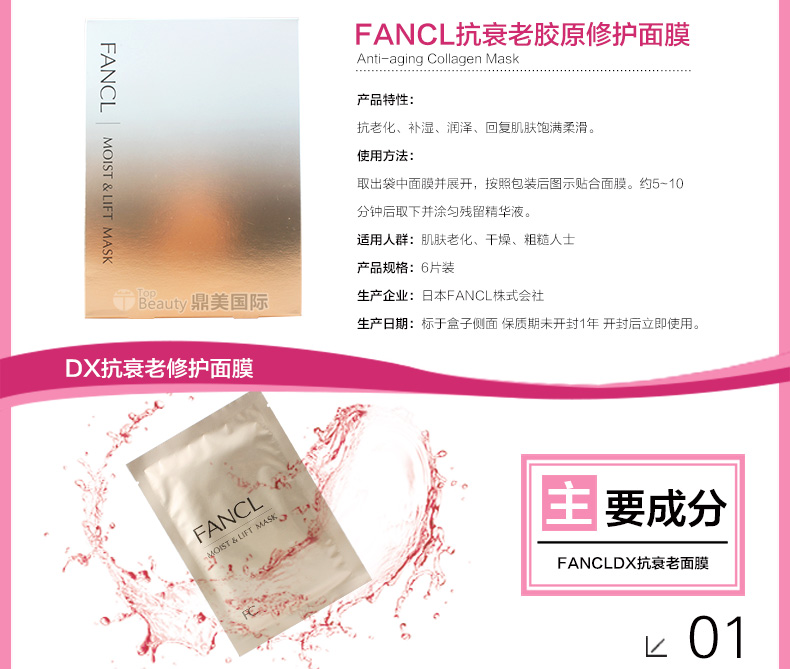 FANCL
MOIST & LIFT MASK
Top
Beauty 鼎美国际
FANCL抗衰老胶原修护面膜
Anti-aging Collagen Mask
产品特性：
抗老化、补湿、润泽、回复肌肤饱满柔滑。
使用方法：
取出袋中面膜并展开，按照包装后图示贴合面膜。约5~10
分钟后取下并涂匀残留精华液。
适用人群：肌肤老化、干燥、粗糙人士
产品规格：6片装
生产企业：日本FANCL株式会社
生产日期：标于盒子侧面 保质期未开封1年 开封后立即使用。
DX抗衰老修护面膜
FANCL
MOIST & LIFT MASK
FC
主要成分
FANCLDX抗衰老面膜
01